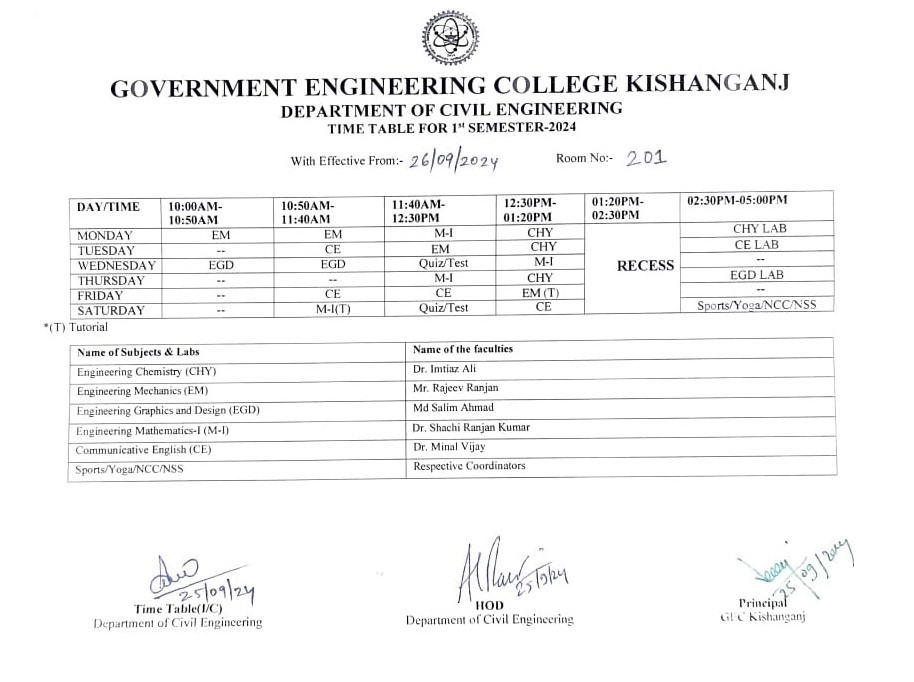 GOVERNMENT ENGINEERING COLLEGE KISHANGANJ
DEPARTMENT OF CIVIL ENGINEERING
TIME TABLE FOR 1st SEMESTER-2024
With Effective From:- 26/09/2024 Room No:- 201
DAY/TIME 10:00AM-10:50AM 10:50AM-11:40AM 11:40AM-12:30PM 12:30PM-01:20PM 01:20PM-02:30PM 02:30PM-05:00PM
MONDAY EM EM M-I CHY RECESS CHY LAB
TUESDAY -- CE EM CHY CE LAB
WEDNESDAY EGD EGD Quiz/Test M-I --
THURSDAY -- -- M-I CHY EGD LAB
FRIDAY -- CE CE EM (T) --
SATURDAY -- M-I(T) Quiz/Test CE Sports/Yoga/NCC/NSS
*(T) Tutorial
Name of Subjects & Labs Name of the faculties
Engineering Chemistry (CHY) Dr. Imtiaz Ali
Engineering Mechanics (EM) Mr. Rajeev Ranjan
Engineering Graphics and Design (EGD) Md Salim Ahmad
Engineering Mathematics-I (M-I) Dr. Shachi Ranjan Kumar
Communicative English (CE) Dr. Minal Vijay
Sports/Yoga/NCC/NSS Respective Coordinators
25/09/24 25/9/24 25/09/2024
Time Table(I/C) HOD Principal
Department of Civil Engineering Department of Civil Engineering GEC Kishanganj